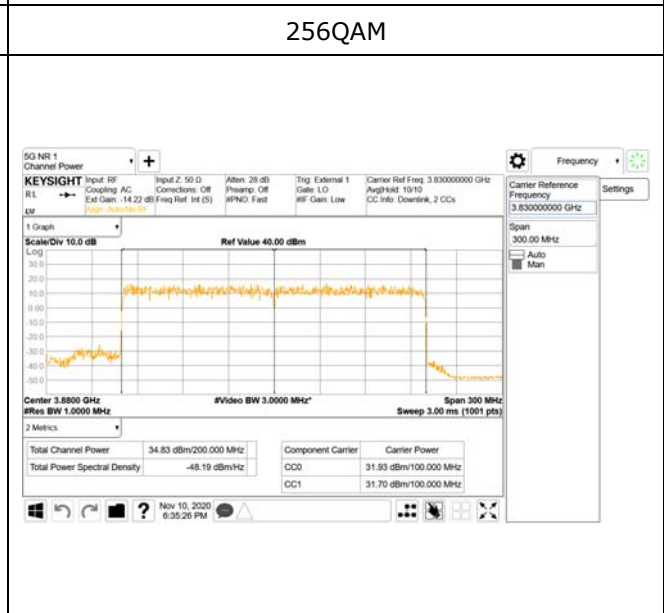 256QAM
5G NR 1
Channel Power
Frequency
KEYSIGHT
Input: RF
Input Z: 50 Ω
Atten: 28 dB
Trig: External 1
Carrier Ref Freq: 3.830000000 GHz
RL
Coupling: AC
Corrections: Off
Preamp: Off
Gate: LO
Avg|Hold: 10/10
Ext Gain: -14.22 dB
Freq Ref: Int (S)
#PNO: Fast
#IF Gain: Low
CC Info: Downlink, 2 CCs
Align: Auto/No RF
Carrier Reference
Frequency
3.830000000 GHz
Settings
Span
300.00 MHz
Auto
Man
1 Graph
Scale/Div 10.0 dB
Ref Value 40.00 dBm
Log
30.0
20.0
10.0
0.00
-10.0
-20.0
-30.0
-40.0
-50.0
Center 3.8800 GHz
#Video BW 3.0000 MHz*
Span 300 MHz
#Res BW 1.0000 MHz
Sweep 3.00 ms (1001 pts)
2 Metrics
Total Channel Power
34.83 dBm/200.000 MHz
Total Power Spectral Density
-48.19 dBm/Hz
Component Carrier
Carrier Power
CC0
31.93 dBm/100.000 MHz
CC1
31.70 dBm/100.000 MHz
?
Nov 10, 2020
6:35:26 PM